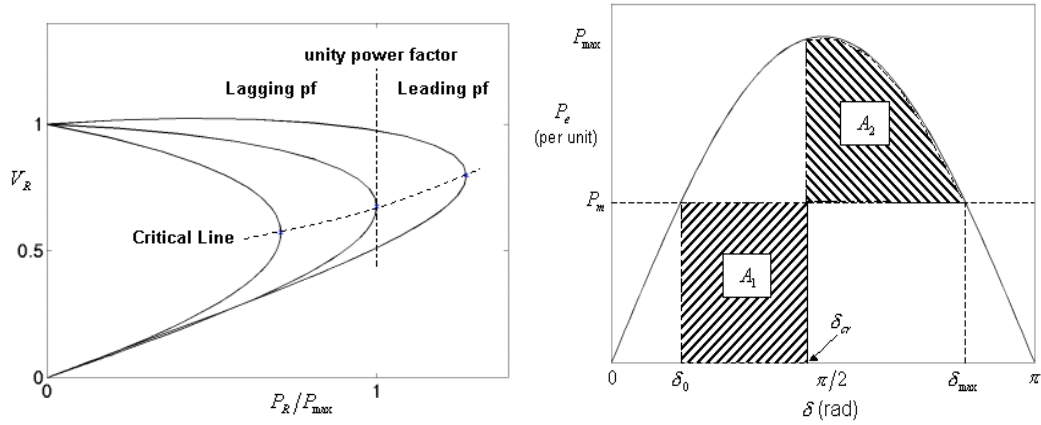 unity power factor
Lagging pf
Leading pf
1
V_R
Critical Line
0.5
0
0
1
P_R/P_max
P_max
P_e
(per unit)
A_2
P_m
A_1
δ_cr
0
δ_0
π/2
δ_max
π
δ (rad)